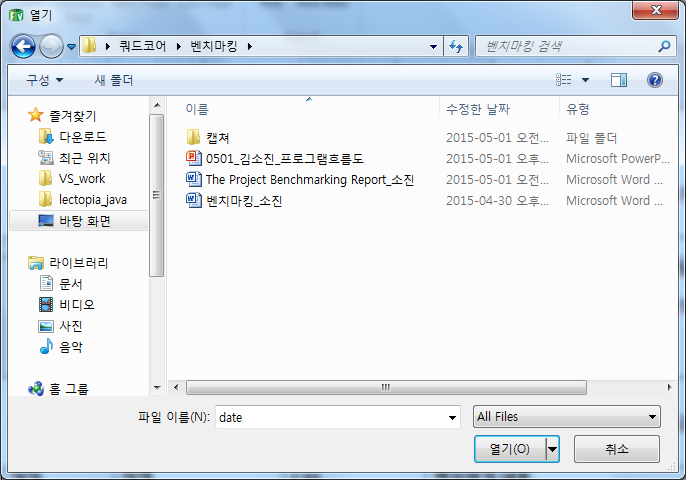 열기
쿼드코어 벤치마킹
벤치마킹 검색
구성 새 폴더
이름 수정한 날짜 유형
즐겨찾기
다운로드
최근 위치
VS_work
lectopia_java
바탕 화면
라이브러리
문서
비디오
사진
음악
홈 그룹
캡쳐 2015-05-01 오전... 파일 폴더
0501_김소진_프로그램흐름도 2015-05-01 오후... Microsoft PowerP...
The Project Benchmarking Report_소진 2015-05-01 오전... Microsoft Word ...
벤치마킹_소진 2015-04-30 오후... Microsoft Word ...
파일 이름(N): date All Files
열기(O) 취소